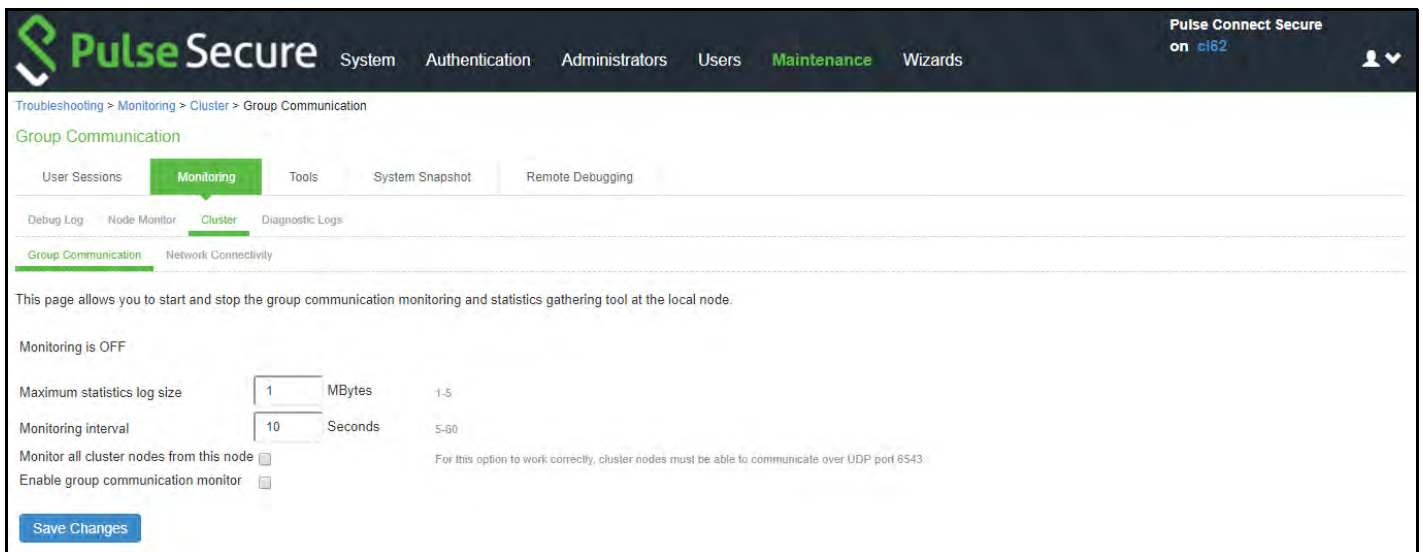 Pulse Connect Secure
on cl62
Pulse Secure System Authentication Administrators Users Maintenance Wizards
Troubleshooting > Monitoring > Cluster > Group Communication
Group Communication
User Sessions Monitoring Tools System Snapshot Remote Debugging
Debug Log Node Monitor Cluster Diagnostic Logs
Group Communication Network Connectivity
This page allows you to start and stop the group communication monitoring and statistics gathering tool at the local node.
Monitoring is OFF
Maximum statistics log size 1 MBytes 1-5
Monitoring interval 10 Seconds 5-60
Monitor all cluster nodes from this node For this option to work correctly, cluster nodes must be able to communicate over UDP port 6543.
Enable group communication monitor
Save Changes